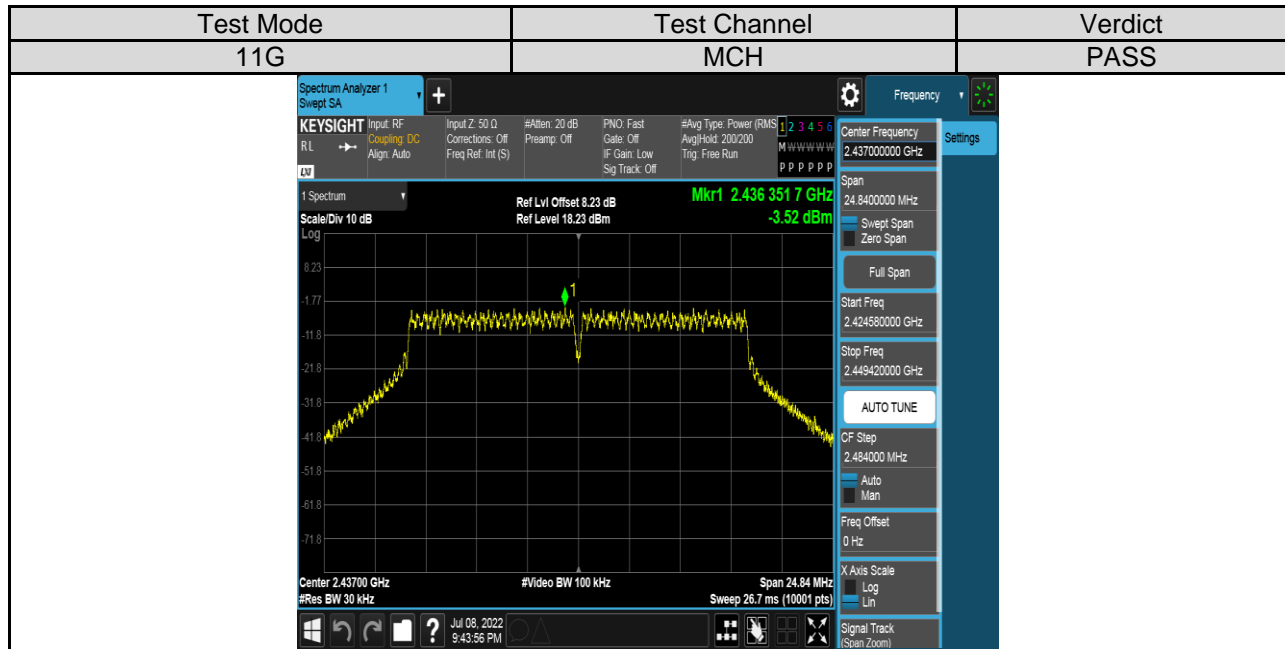 Test Mode Test Channel Verdict
11G MCH PASS
Spectrum Analyzer 1
Swept SA
+
Frequency
KEYSIGHT
RL
LXI
Input: RF
Coupling: DC
Align: Auto
Input Z: 50 Ω
Corrections: Off
Freq Ref: Int (S)
#Atten: 20 dB
Preamp: Off
PNO: Fast
Gate: Off
IF Gain: Low
Sig Track: Off
#Avg Type: Power (RMS
Avg|Hold: 200/200
Trig: Free Run
1 2 3 4 5 6
M W W W W W
P P P P P P
1 Spectrum
Scale/Div 10 dB
Ref Lvl Offset 8.23 dB
Ref Level 18.23 dBm
Mkr1 2.436 351 7 GHz
-3.52 dBm
Log
8.23
-1.77
-11.8
-21.8
-31.8
-41.8
-51.8
-61.8
-71.8
1
Center 2.43700 GHz
#Res BW 30 kHz
#Video BW 100 kHz
Span 24.84 MHz
Sweep 26.7 ms (10001 pts)
?
Jul 08, 2022
9:43:56 PM
Center Frequency
2.437000000 GHz
Settings
Span
24.8400000 MHz
Swept Span
Zero Span
Full Span
Start Freq
2.424580000 GHz
Stop Freq
2.449420000 GHz
AUTO TUNE
CF Step
2.484000 MHz
Auto
Man
Freq Offset
0 Hz
X Axis Scale
Log
Lin
Signal Track
(Span Zoom)